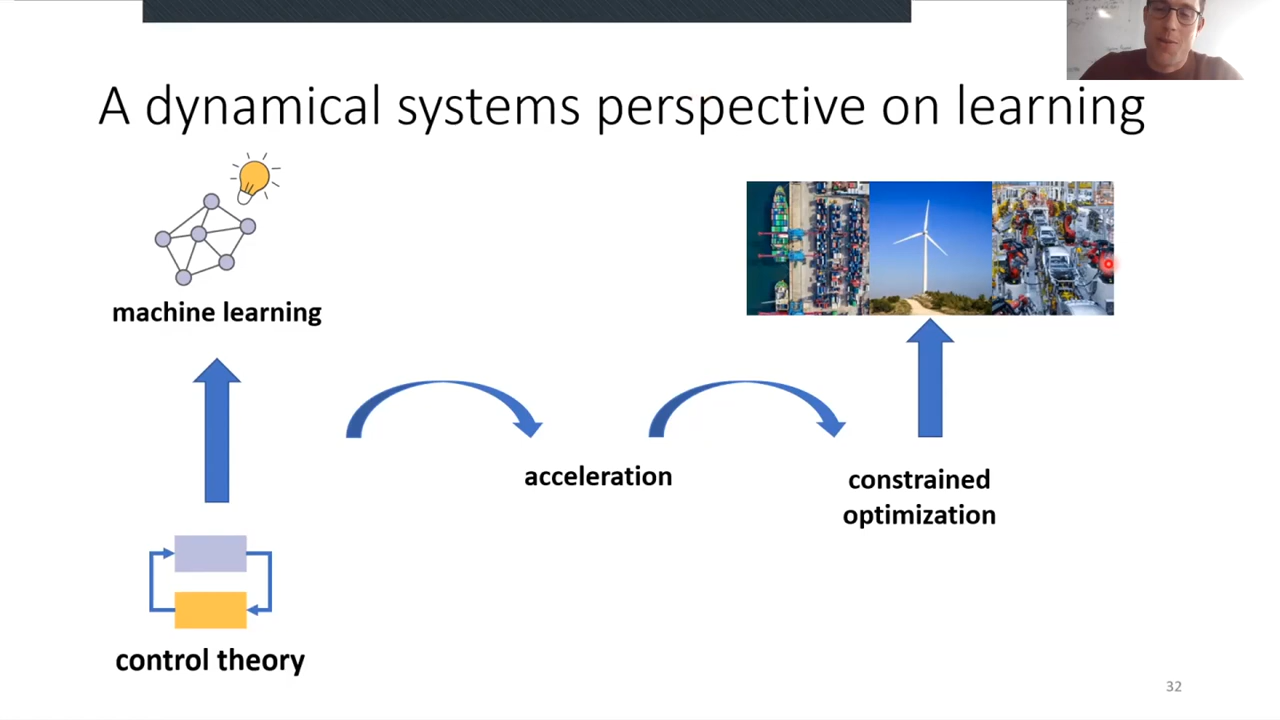 A dynamical systems perspective on learning
machine learning
acceleration
constrained
optimization
control theory
32